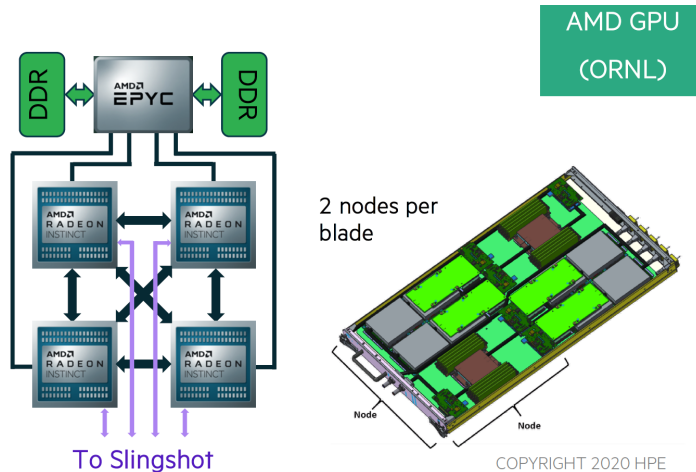 AMD GPU
(ORNL)
DDR
AMD
EPYC
DDR
AMD
RADEON
INSTINCT
AMD
RADEON
INSTINCT
AMD
RADEON
INSTINCT
AMD
RADEON
INSTINCT
To Slingshot
2 nodes per
blade
Node
Node
COPYRIGHT 2020 HPE